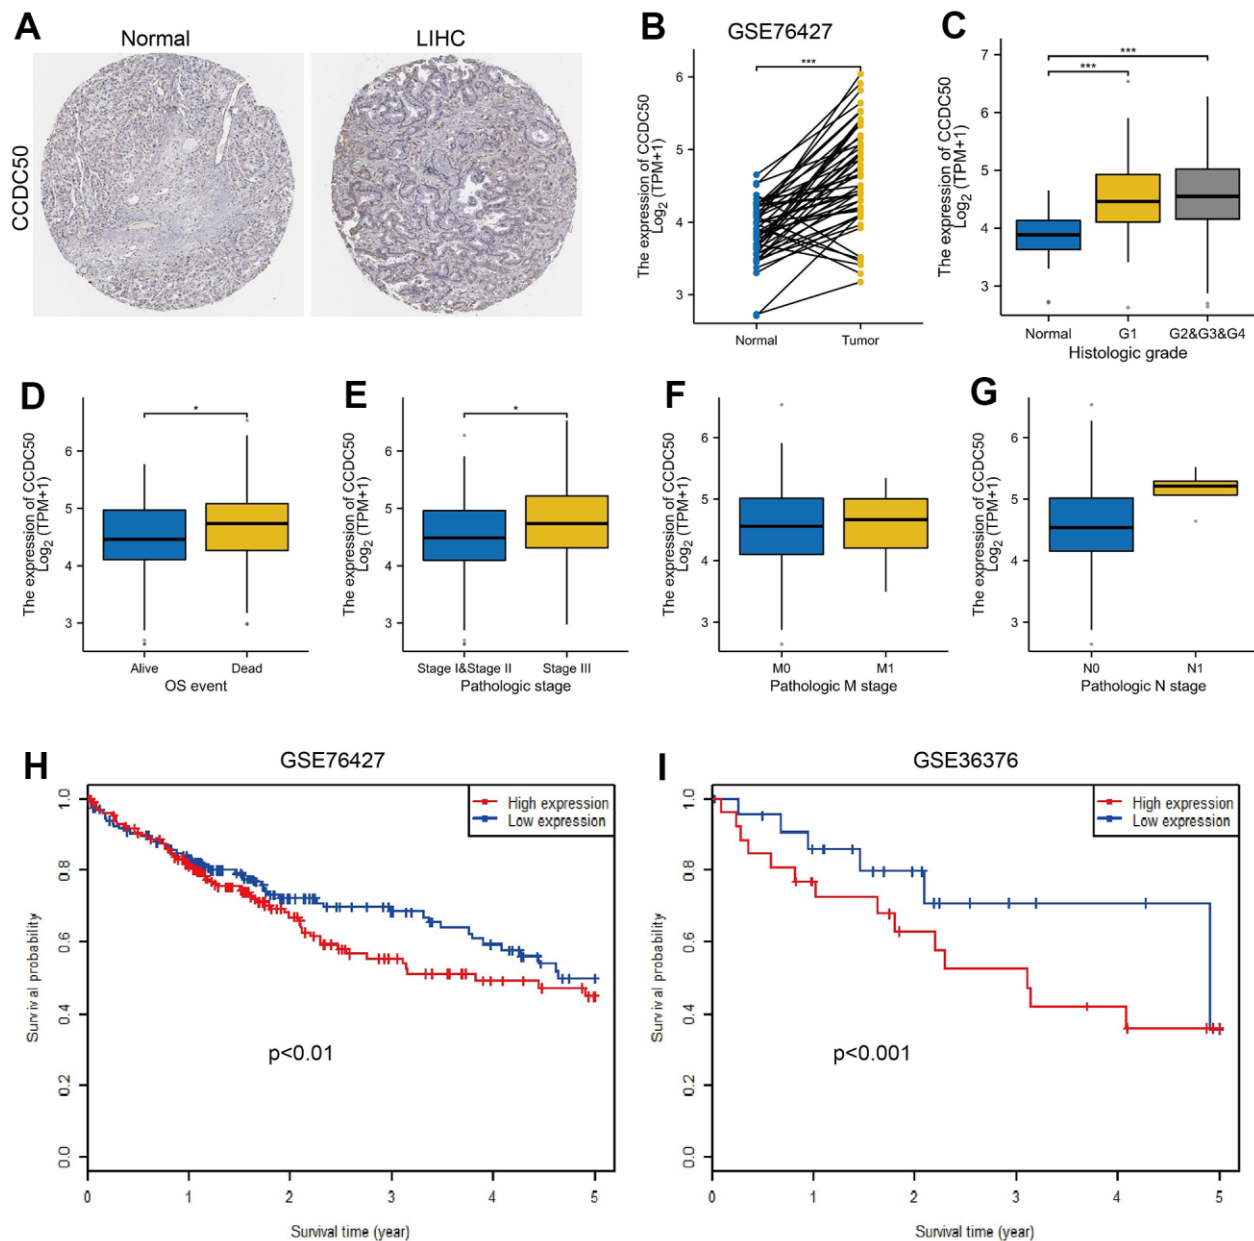 A
Normal
LIHC
CCDC50
B
GSE76427
***
The expression of CCDC50
Log2 (TPM+1)
6
5
4
3
Normal
Tumor
C
***
***
The expression of CCDC50
Log2 (TPM+1)
7
6
5
4
3
Normal
G1
G2&G3&G4
Histologic grade
D
*
The expression of CCDC50
Log2 (TPM+1)
6
5
4
3
Alive
Dead
OS event
E
*
The expression of CCDC50
Log2 (TPM+1)
6
5
4
3
Stage I&Stage II
Stage III
Pathologic stage
F
The expression of CCDC50
Log2 (TPM+1)
6
5
4
3
M0
M1
Pathologic M stage
G
The expression of CCDC50
Log2 (TPM+1)
6
5
4
3
N0
N1
Pathologic N stage
H
GSE76427
High expression
Low expression
Survival probability
1.0
0.8
0.6
0.4
0.2
0.0
p<0.01
0 1 2 3 4 5
Survival time (year)
I
GSE36376
High expression
Low expression
Survival probability
1.0
0.8
0.6
0.4
0.2
0.0
p<0.001
0 1 2 3 4 5
Survival time (year)